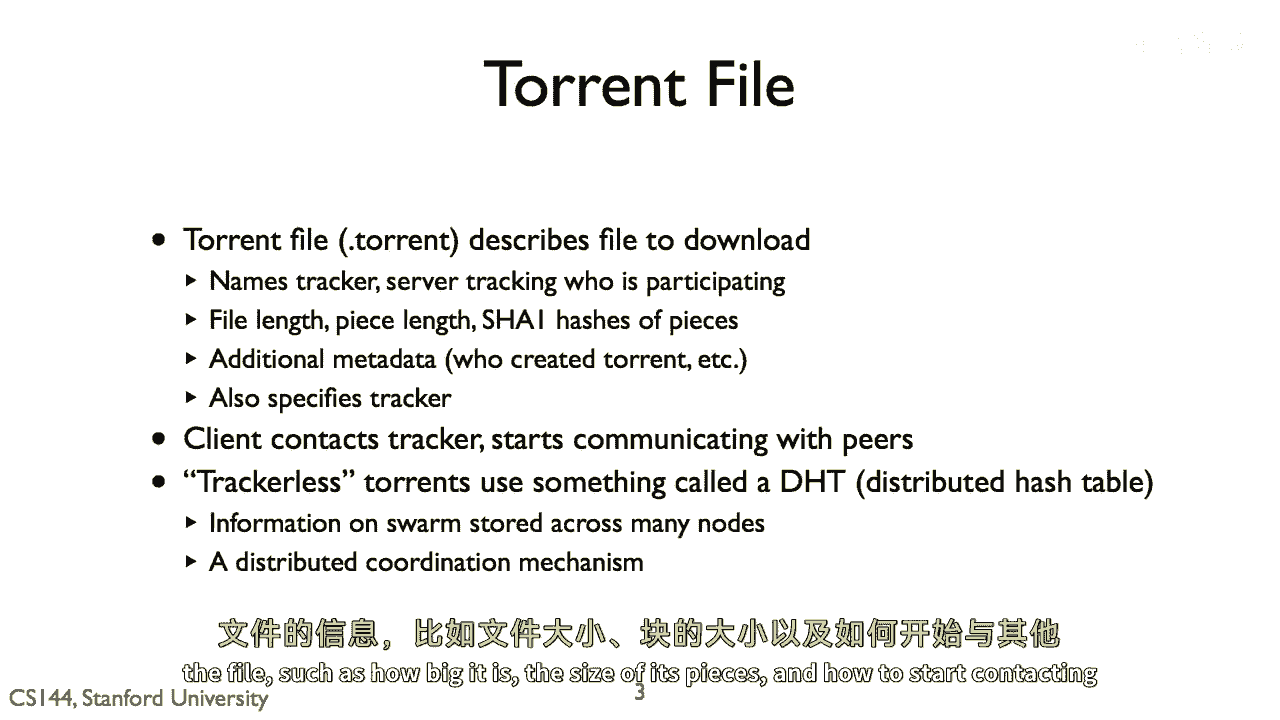 Torrent File
• Torrent file (.torrent) describes file to download
‣ Names tracker, server tracking who is participating
‣ File length, piece length, SHA1 hashes of pieces
‣ Additional metadata (who created torrent, etc.)
‣ Also specifies tracker
• Client contacts tracker, starts communicating with peers
• “Trackerless” torrents use something called a DHT (distributed hash table)
‣ Information on swarm stored across many nodes
‣ A distributed coordination mechanism
文件的信息，比如文件大小、块的大小以及如何开始与其他
the file, such as how big it is, the size of its pieces, and how to start contacting
CS144, Stanford University
3